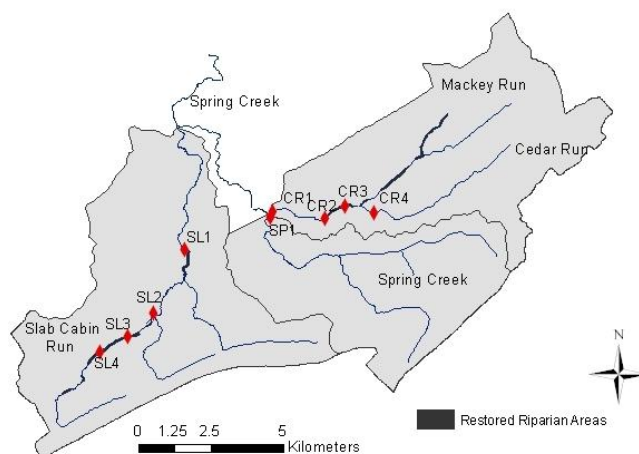 Spring Creek
Mackey Run
Cedar Run
CR1
CR2
CR3
CR4
SP1
SL1
Spring Creek
SL2
Slab Cabin
Run
SL3
SL4
N
Restored Riparian Areas
0 1.25 2.5 5
Kilometers